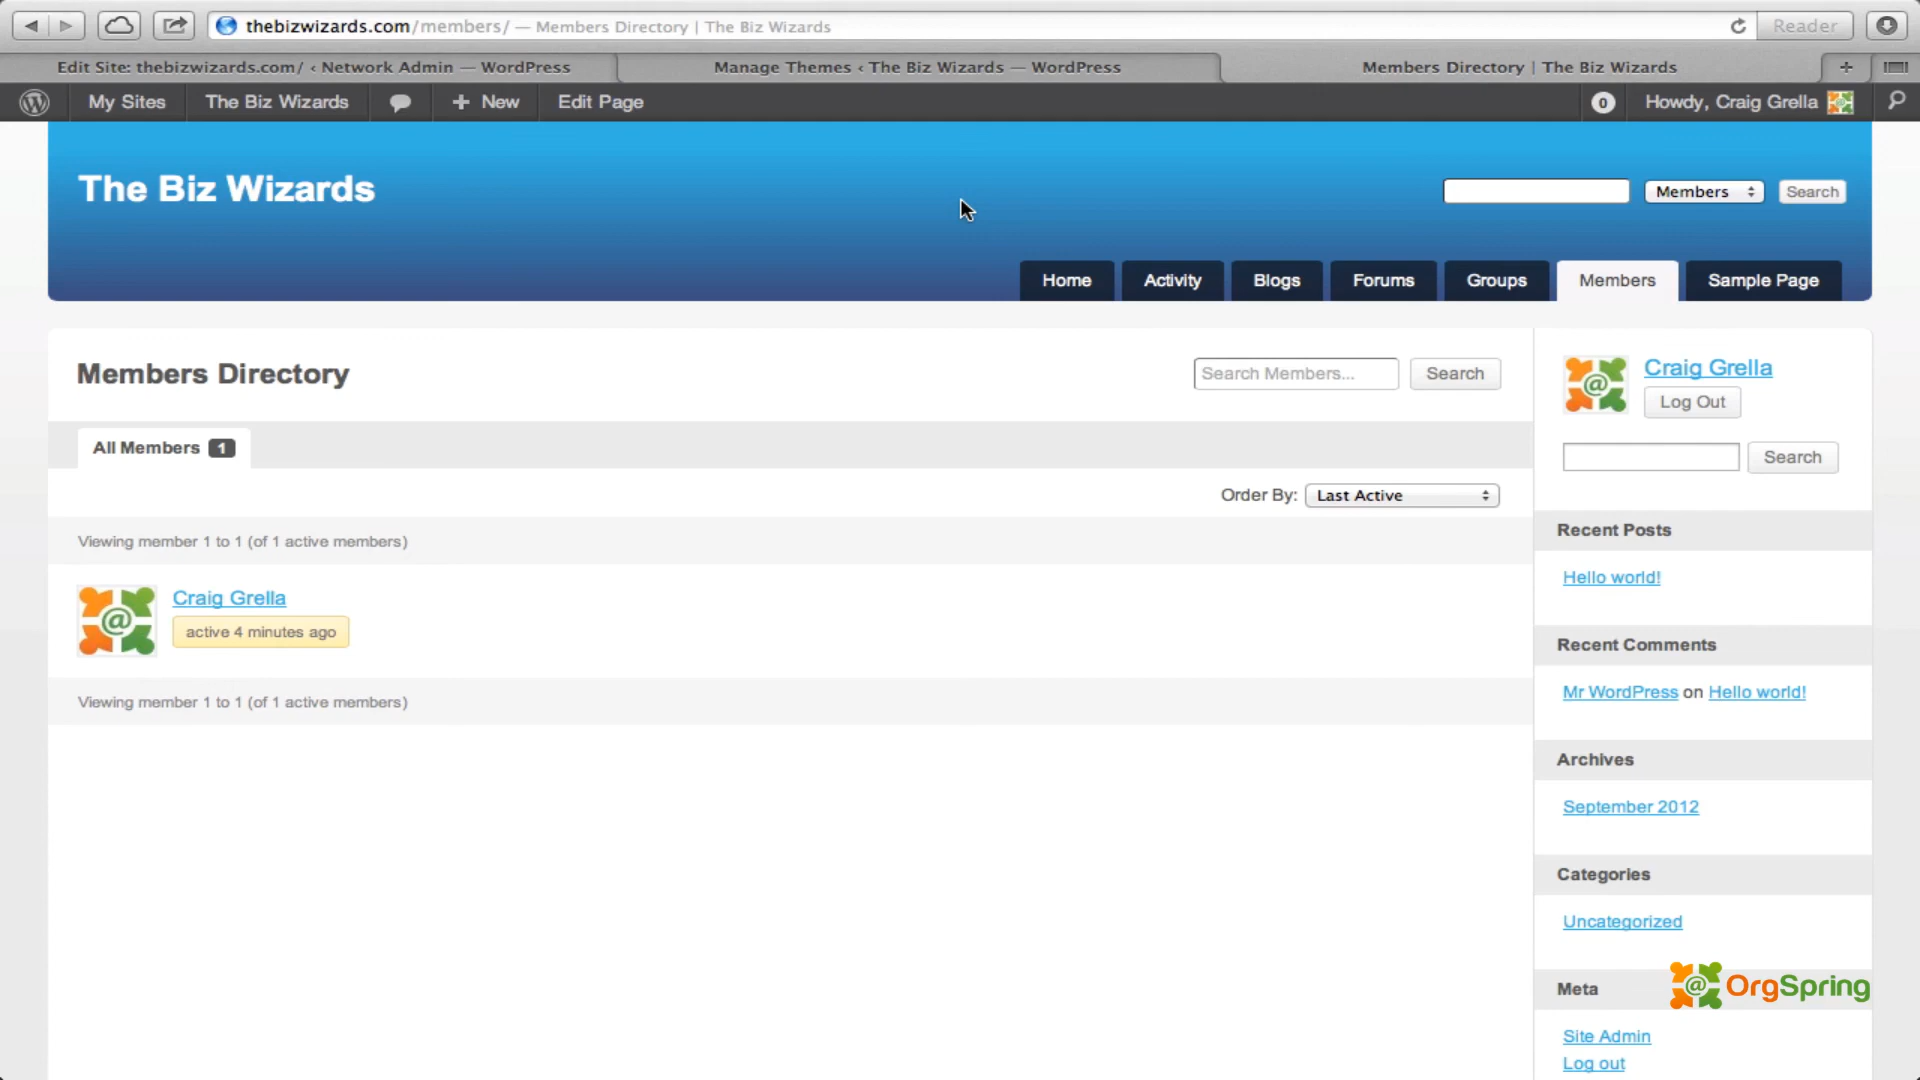 thebizwizards.com/members/ — Members Directory | The Biz Wizards
Reader
Edit Site: thebizwizards.com/ ‹ Network Admin — WordPress
Manage Themes ‹ The Biz Wizards — WordPress
Members Directory | The Biz Wizards
My Sites
The Biz Wizards
+ New
Edit Page
0
Howdy, Craig Grella
The Biz Wizards
Members
Search
Home
Activity
Blogs
Forums
Groups
Members
Sample Page
Members Directory
Search Members...
Search
All Members 1
Order By: Last Active
Viewing member 1 to 1 (of 1 active members)
Craig Grella
active 4 minutes ago
Viewing member 1 to 1 (of 1 active members)
Craig Grella
Log Out
Search
Recent Posts
Hello world!
Recent Comments
Mr WordPress on Hello world!
Archives
September 2012
Categories
Uncategorized
Meta
@ OrgSpring
Site Admin
Log out